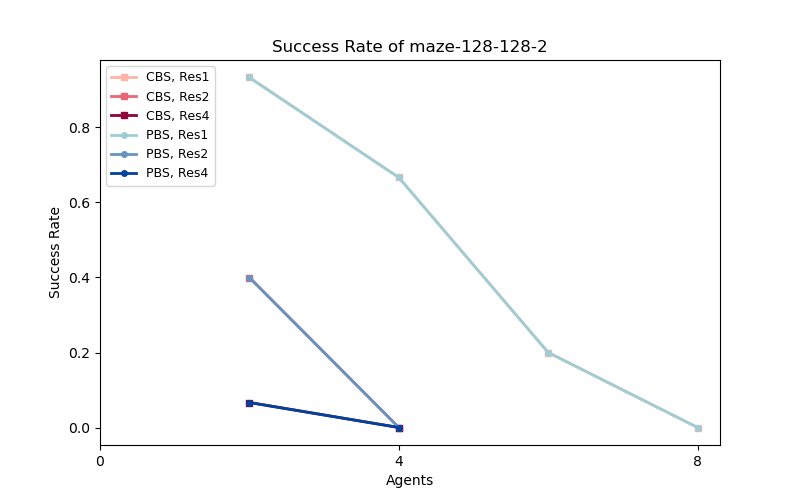 Success Rate of maze-128-128-2
CBS, Res1
CBS, Res2
CBS, Res4
PBS, Res1
PBS, Res2
PBS, Res4
Success Rate
0.8
0.6
0.4
0.2
0.0
0
4
8
Agents